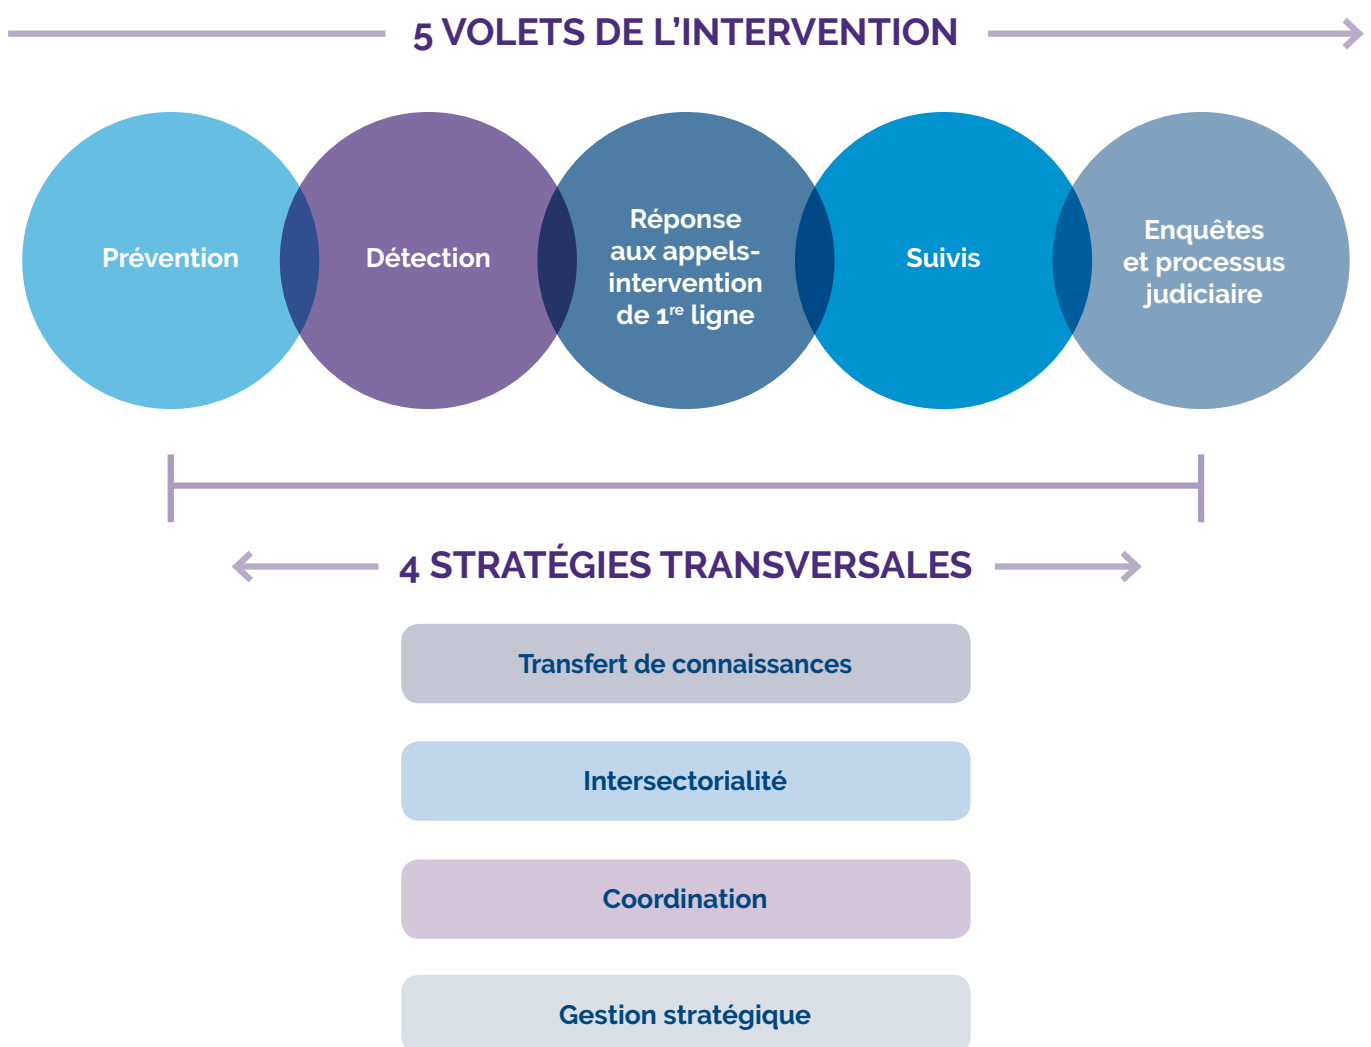 5 VOLETS DE L’INTERVENTION
Prévention
Détection
Réponse
aux appels-
intervention
de 1re ligne
Suivis
Enquêtes
et processus
judiciaire
4 STRATÉGIES TRANSVERSALES
Transfert de connaissances
Intersectorialité
Coordination
Gestion stratégique